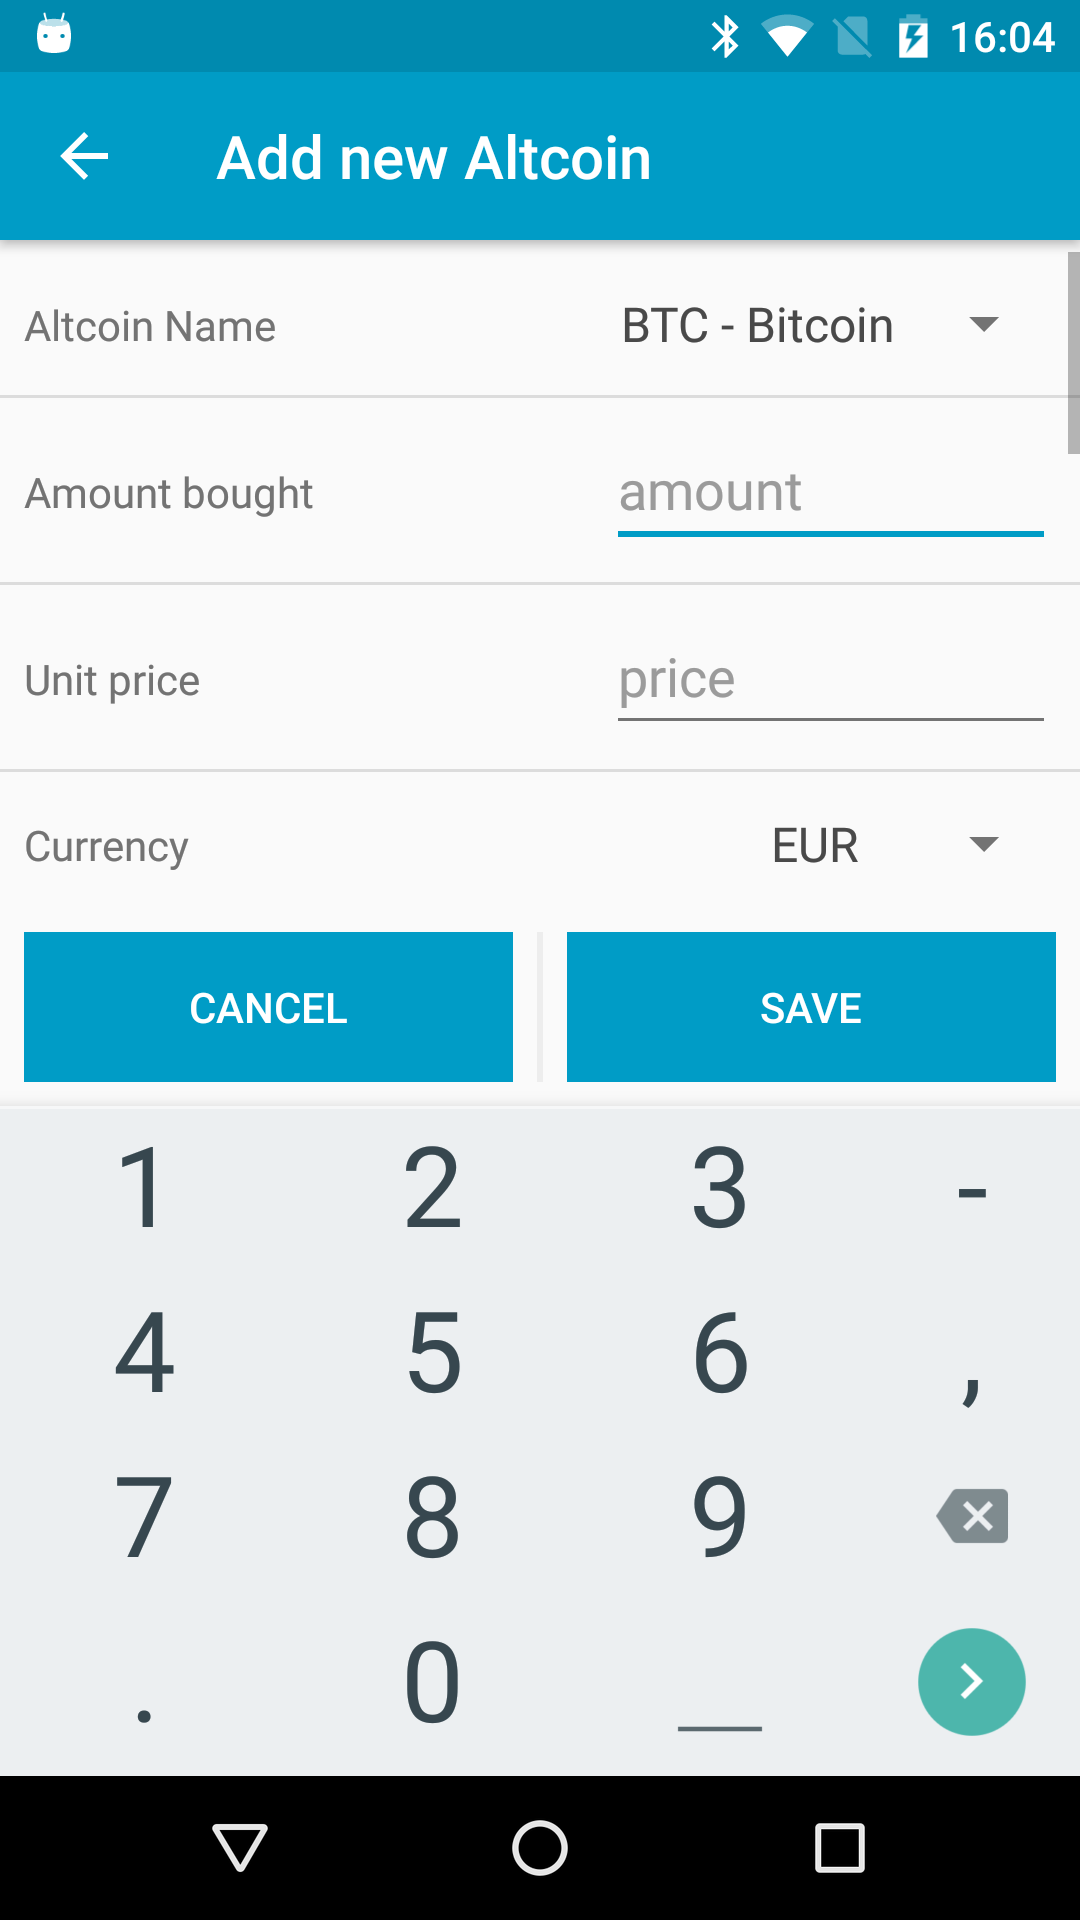 16:04
Add new Altcoin
Altcoin Name
BTC - Bitcoin
Amount bought
amount
Unit price
price
Currency
EUR
CANCEL
SAVE
1 2 3 -
4 5 6 ,
7 8 9
. 0 _